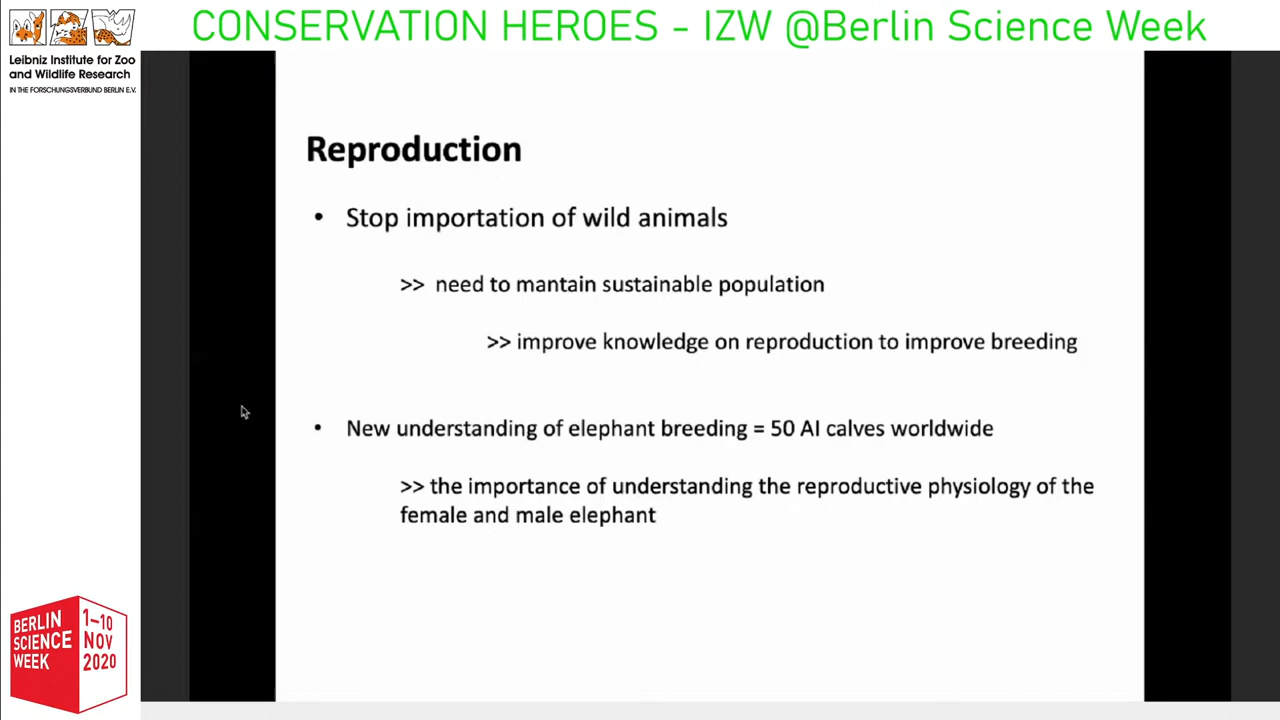 CONSERVATION HEROES - IZW @Berlin Science Week
Leibniz Institute for Zoo
and Wildlife Research
IN THE FORSCHUNGSVERBUND BERLIN E.V.
Reproduction
• Stop importation of wild animals
>> need to mantain sustainable population
>> improve knowledge on reproduction to improve breeding
• New understanding of elephant breeding = 50 AI calves worldwide
>> the importance of understanding the reproductive physiology of the
female and male elephant
BERLIN
SCIENCE
WEEK
1–10
NOV
2020